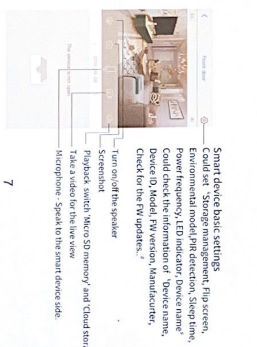 Smart device basic settings
Could set "Storage management, Flip screen,
Environmental model,PIR detection, Sleep time,
Power frequency, LED indicator, Device name"
Could check the information of "Device name,
Device ID, Model, FW version, Manufacurter,
Check for the FW updates.."
Turn on/off the speaker
Screenshot
Playback, switch 'Micro SD memory' and 'Cloud stor
Take a video for the live view
Microphone - Speak to the smart device side.
7